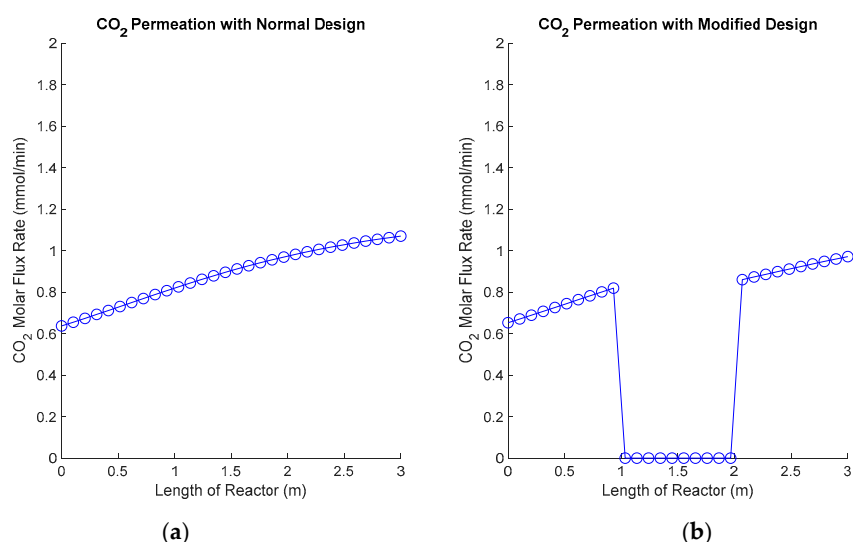 CO2 Permeation with Normal Design
2
1.8
1.6
1.4
1.2
1
0.8
0.6
0.4
0.2
0
CO2 Molar Flux Rate (mmol/min)
0 0.5 1 1.5 2 2.5 3
Length of Reactor (m)
(a)
CO2 Permeation with Modified Design
2
1.8
1.6
1.4
1.2
1
0.8
0.6
0.4
0.2
0
CO2 Molar Flux Rate (mmol/min)
0 0.5 1 1.5 2 2.5 3
Length of Reactor (m)
(b)